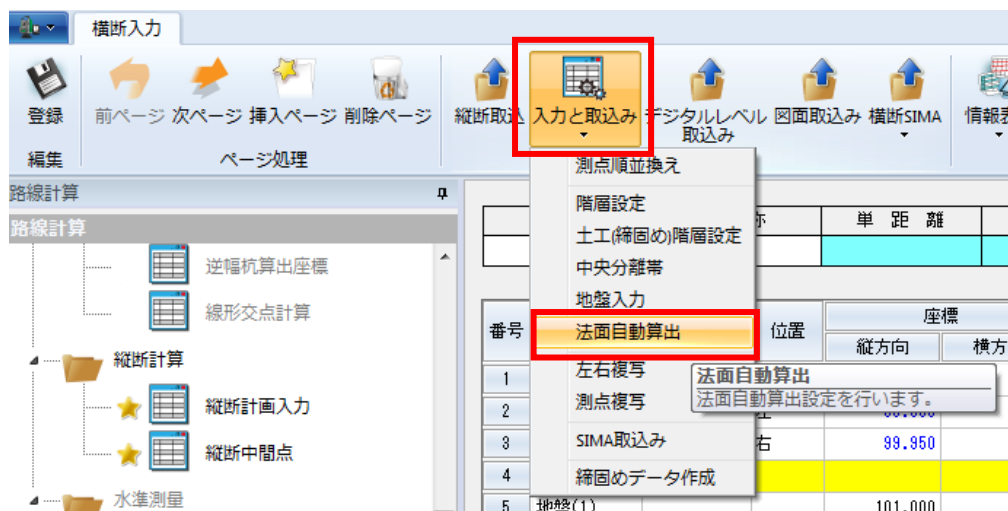 横断入力
登録
前ページ
次ページ
挿入ページ
削除ページ
縦断取込
入力と取込み
デジタルレベル
取込み
図面取込み
横断SIMA
情報表
編集
ページ処理
路線計算
路線計算
逆幅杭算出座標
線形交点計算
縦断計算
縦断計画入力
縦断中間点
水準測量
測点順並換え
階層設定
土工(締固め)階層設定
中央分離帯
地盤入力
法面自動算出
左右複写
測点複写
SIMA取込み
締固めデータ作成
法面自動算出
法面自動算出設定を行います。
称
単 距 離
番号
位置
座標
縦方向
横方
1
2
3
右
99.950
4
5
地盤(1)
101.000